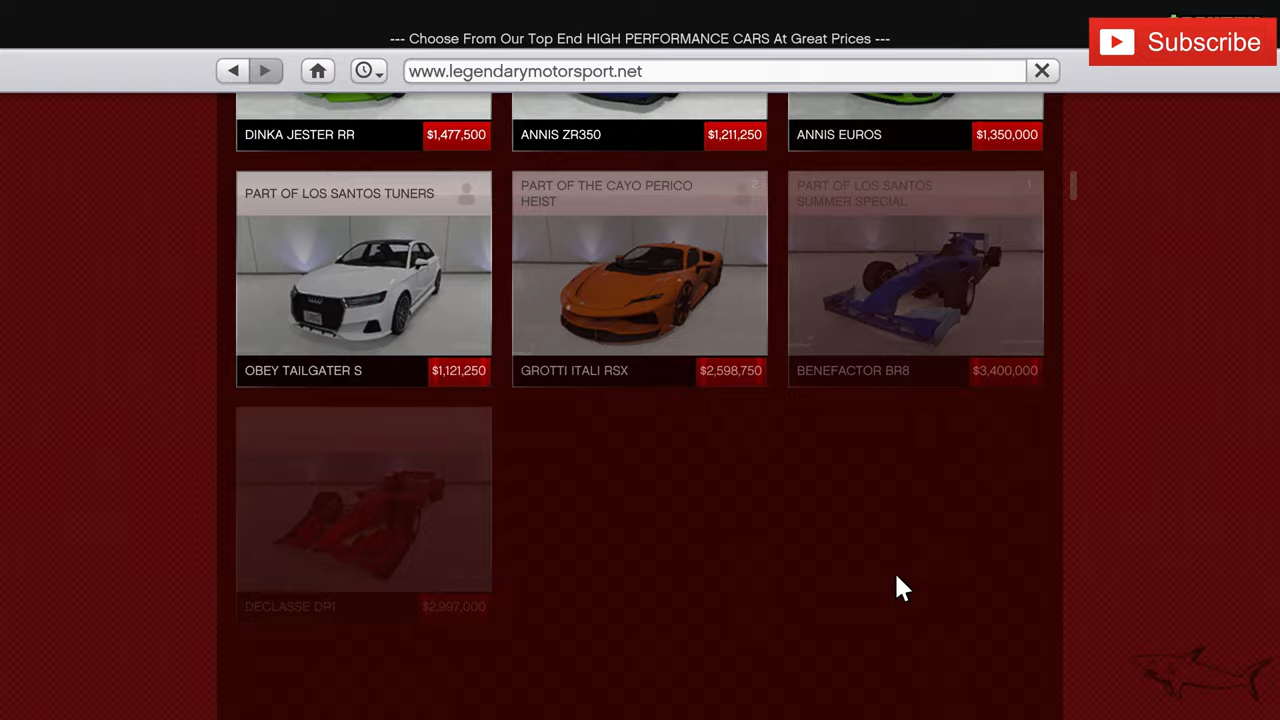 --- Choose From Our Top End HIGH PERFORMANCE CARS At Great Prices ---
Subscribe
www.legendarymotorsport.net
DINKA JESTER RR $1,477,500
ANNIS ZR350 $1,211,250
ANNIS EUROS $1,350,000
PART OF LOS SANTOS TUNERS
PART OF THE CAYO PERICO 2
HEIST
PART OF LOS SANTOS 1
SUMMER SPECIAL
OBEY TAILGATER S $1,121,250
GROTTI ITALI RSX $2,598,750
BENEFACTOR BR8 $3,400,000
DECLASSE DR1 $2,997,000